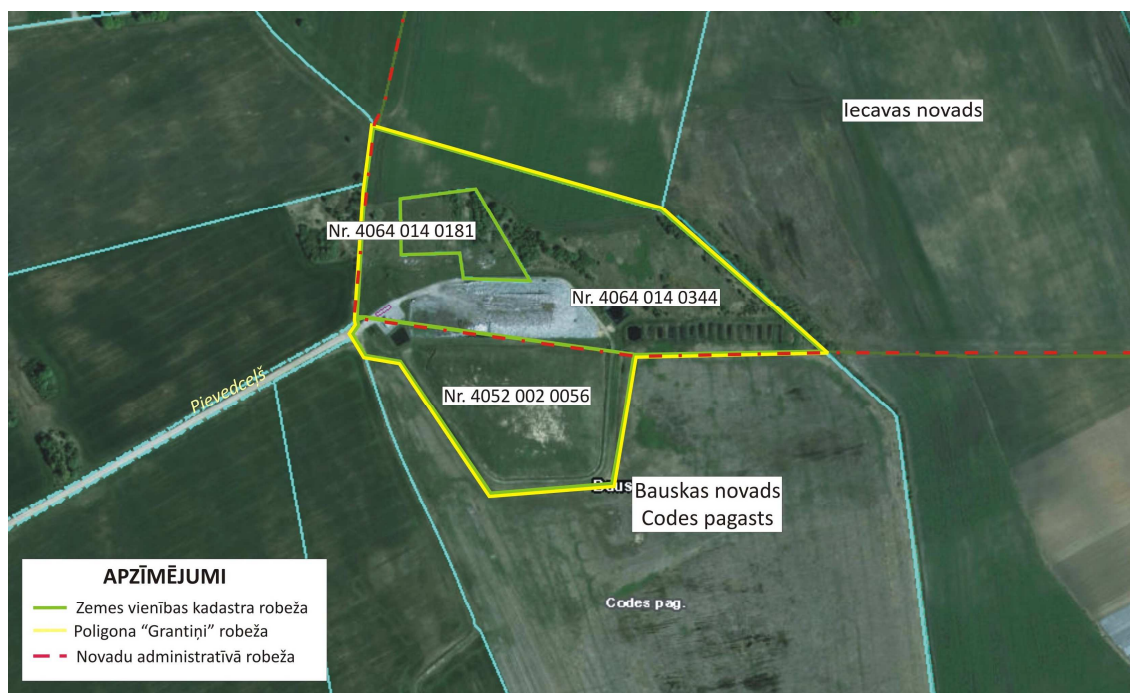 Iecavas novads
Nr. 4064 014 0181
Nr. 4064 014 0344
Pievedceļš
Nr. 4052 002 0056
Baus
Bauskas novads
Codes pagasts
Codes pag.
APZĪMĒJUMI
Zemes vienības kadastra robeža
Poligona “Grantiņi” robeža
Novadu administratīvā robeža